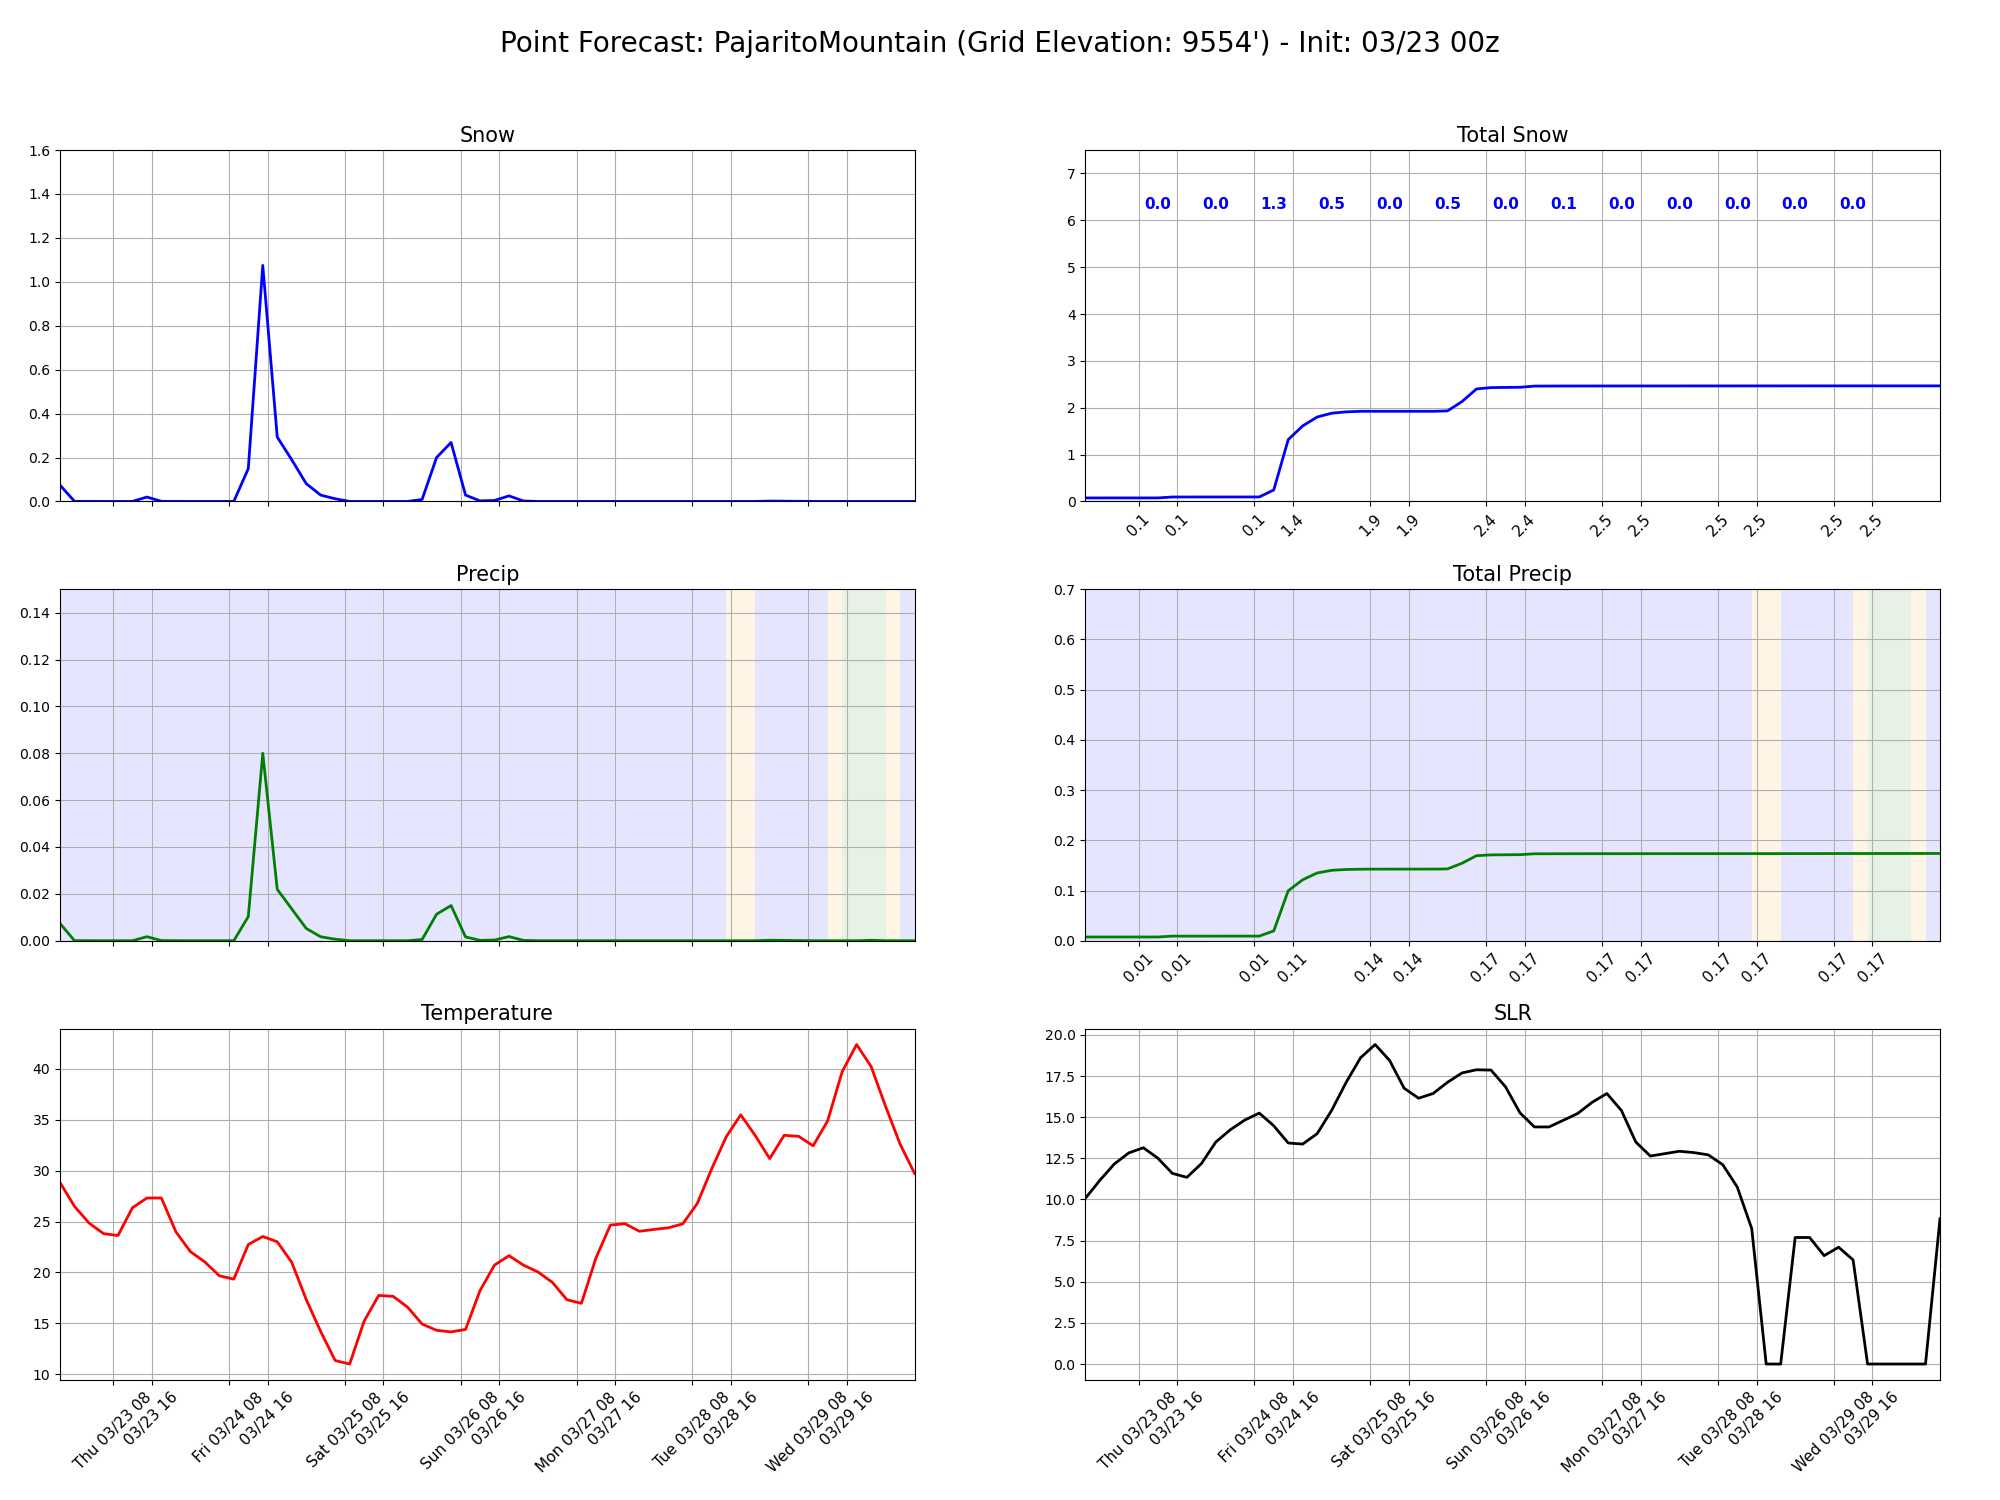 Point Forecast: PajaritoMountain (Grid Elevation: 9554') - Init: 03/23 00z
Snow
1.6
1.4
1.2
1.0
0.8
0.6
0.4
0.2
0.0
Total Snow
7
6
5
4
3
2
1
0
0.0 0.0 1.3 0.5 0.0 0.5 0.0 0.1 0.0 0.0 0.0 0.0 0.0
0.1 0.1 0.1 1.4 1.9 1.9 2.4 2.4 2.5 2.5 2.5 2.5 2.5 2.5
Precip
0.14
0.12
0.10
0.08
0.06
0.04
0.02
0.00
Total Precip
0.7
0.6
0.5
0.4
0.3
0.2
0.1
0.0
0.01 0.01 0.01 0.11 0.14 0.14 0.17 0.17 0.17 0.17 0.17 0.17 0.17 0.17
Temperature
40
35
30
25
20
15
10
Thu 03/23 08
03/23 16
Fri 03/24 08
03/24 16
Sat 03/25 08
03/25 16
Sun 03/26 08
03/26 16
Mon 03/27 08
03/27 16
Tue 03/28 08
03/28 16
Wed 03/29 08
03/29 16
SLR
20.0
17.5
15.0
12.5
10.0
7.5
5.0
2.5
0.0
Thu 03/23 08
03/23 16
Fri 03/24 08
03/24 16
Sat 03/25 08
03/25 16
Sun 03/26 08
03/26 16
Mon 03/27 08
03/27 16
Tue 03/28 08
03/28 16
Wed 03/29 08
03/29 16